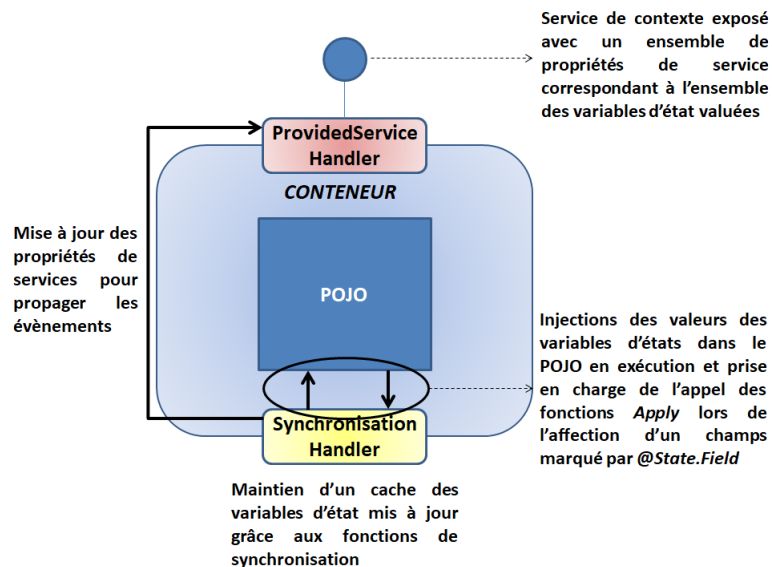 Service de contexte exposé
avec un ensemble de
propriétés de service
correspondant à l'ensemble
des variables d'état valuées
ProvidedService
Handler
CONTENEUR
Mise à jour des
propriétés de
services pour
propager les
évènements
POJO
Injections des valeurs des
variables d'états dans le
POJO en exécution et prise
en charge de l'appel des
fonctions Apply lors de
l'affection d'un champs
marqué par @State.Field
Synchronisation
Handler
Maintien d'un cache des
variables d'état mis à jour
grâce aux fonctions de
synchronisation